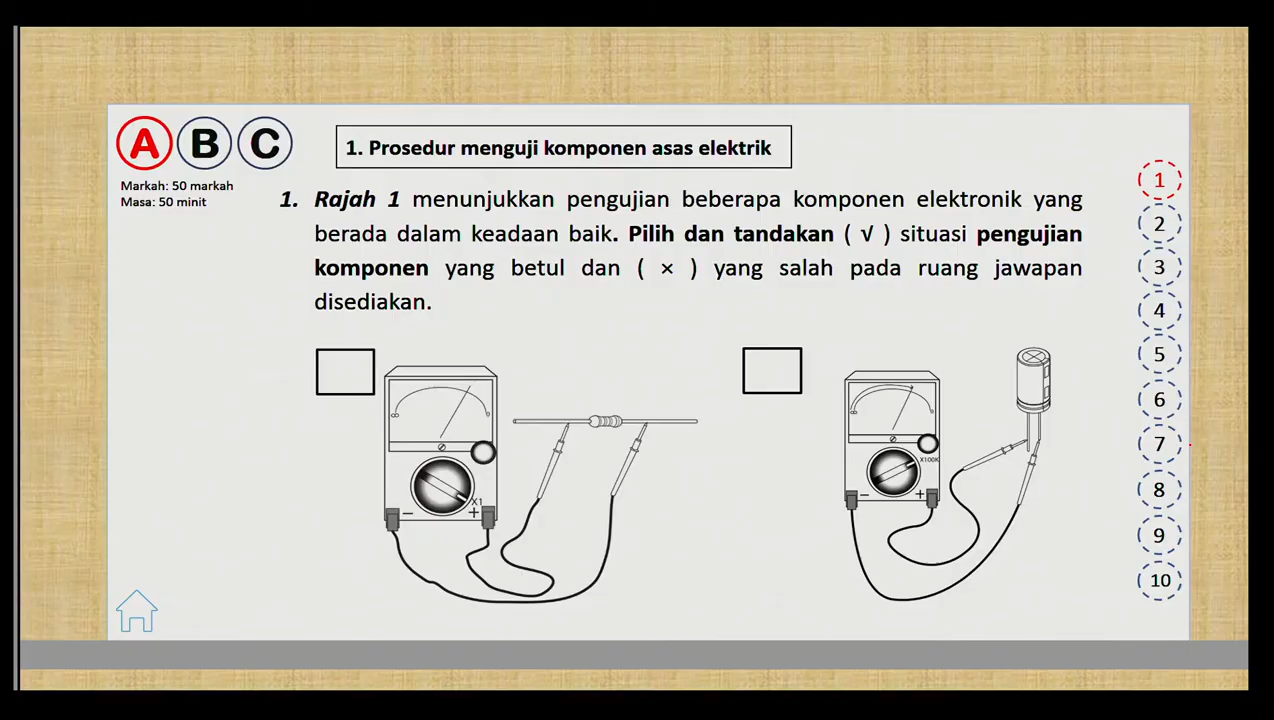 A B C
Markah: 50 markah
Masa: 50 minit
1. Prosedur menguji komponen asas elektrik
1. Rajah 1 menunjukkan pengujian beberapa komponen elektronik yang
berada dalam keadaan baik. Pilih dan tandakan ( √ ) situasi pengujian
komponen yang betul dan ( × ) yang salah pada ruang jawapan
disediakan.
∞ 0
X1
− +
∞ 0
X100K
− +
1
2
3
4
5
6
7
8
9
10